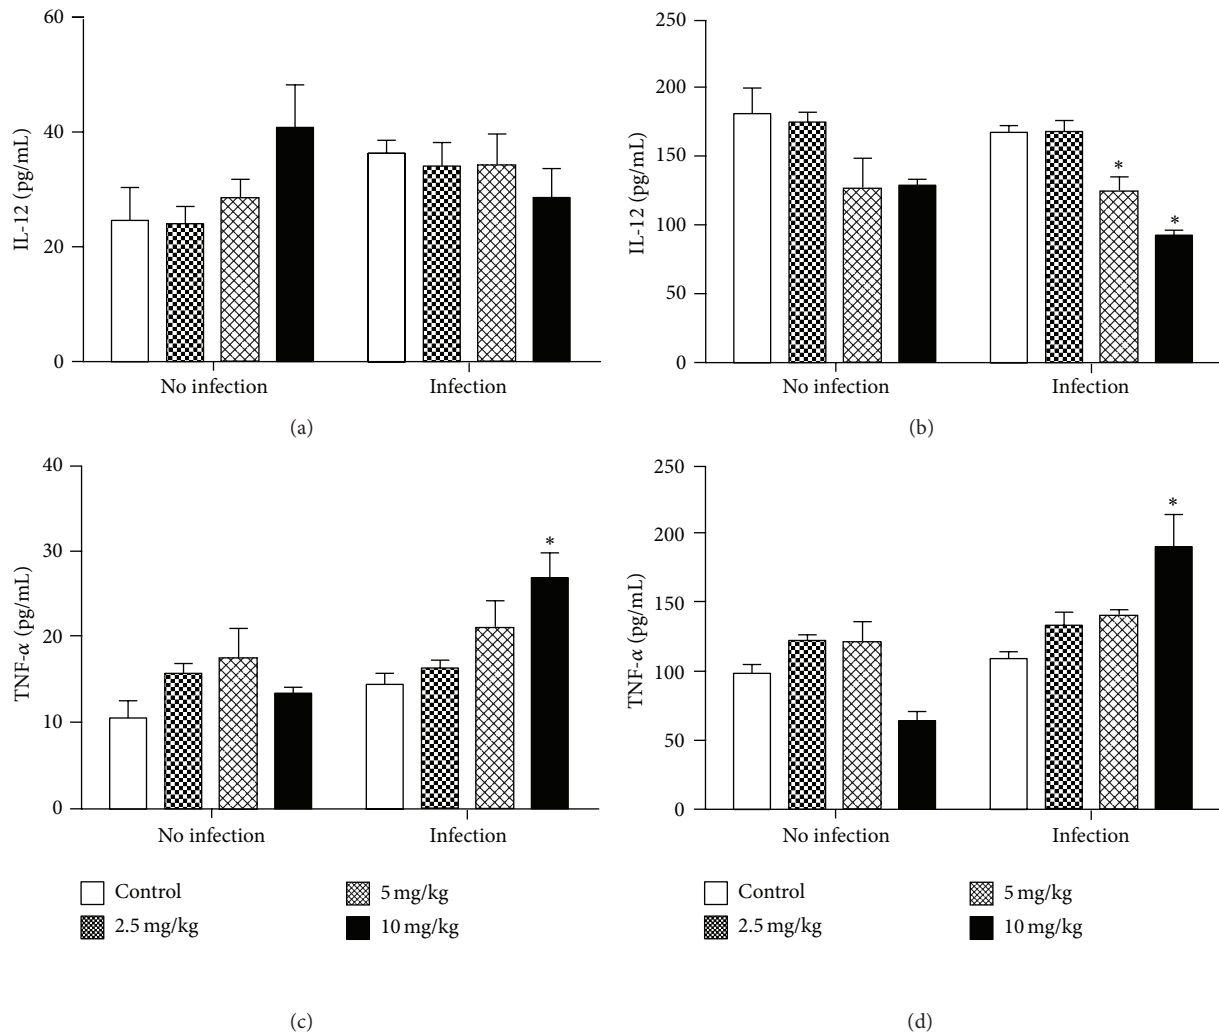 60
40
20
0
IL-12 (pg/mL)
No infection
Infection
(a)
250
200
150
100
50
0
IL-12 (pg/mL)
*
*
No infection
Infection
(b)
40
30
20
10
0
TNF-α (pg/mL)
*
No infection
Infection
Control
2.5 mg/kg
5 mg/kg
10 mg/kg
(c)
250
200
150
100
50
0
TNF-α (pg/mL)
*
No infection
Infection
Control
2.5 mg/kg
5 mg/kg
10 mg/kg
(d)